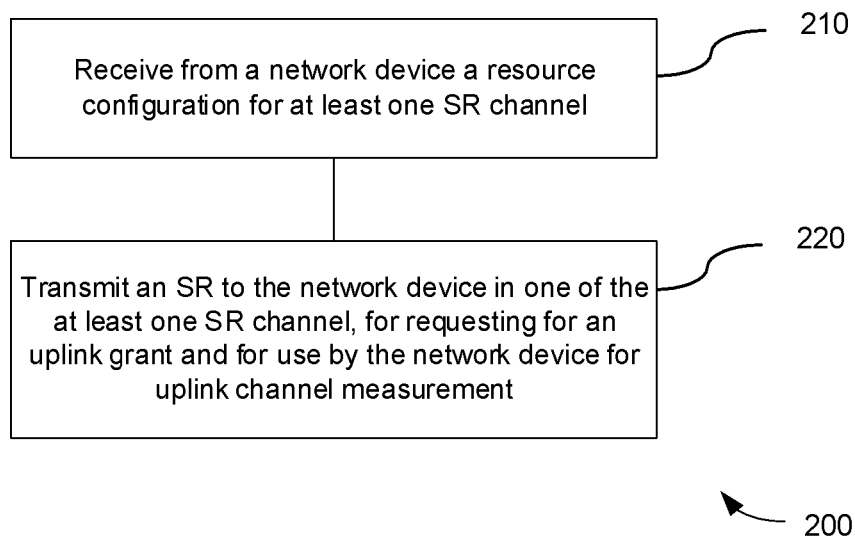 210
Receive from a network device a resource
configuration for at least one SR channel
220
Transmit an SR to the network device in one of the
at least one SR channel, for requesting for an
uplink grant and for use by the network device for
uplink channel measurement
200